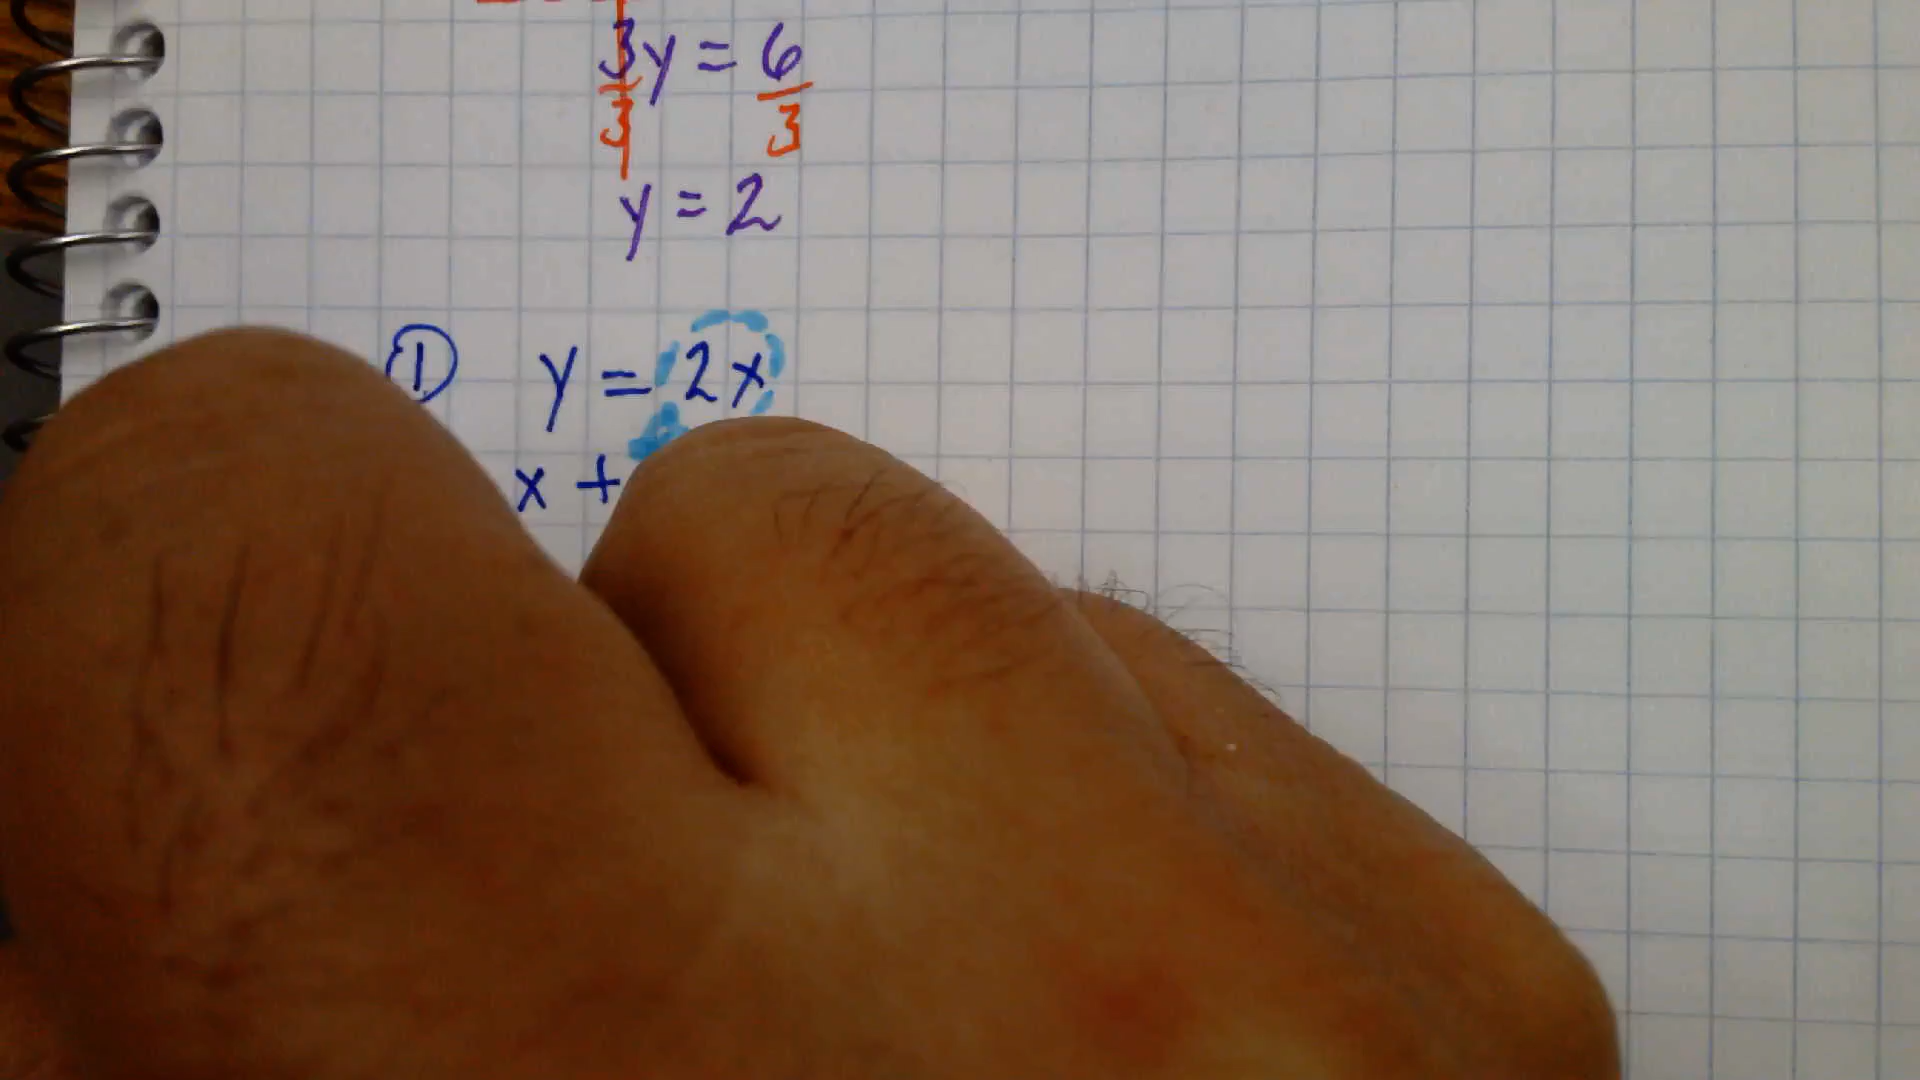 3y = 6
3 3
y = 2
① y = 2x
x +